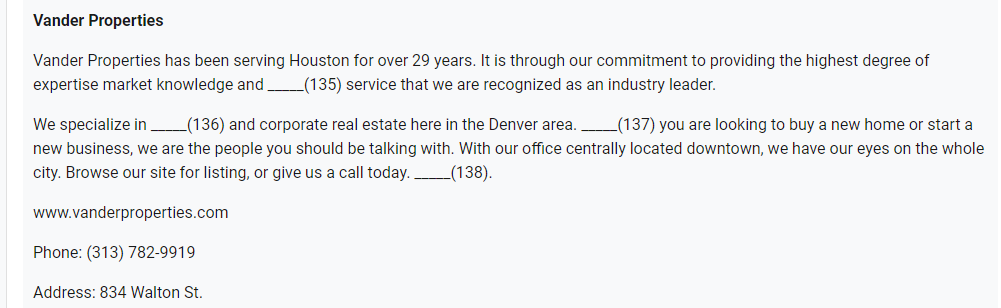 Vander Properties
Vander Properties has been serving Houston for over 29 years. It is through our commitment to providing the highest degree of
expertise market knowledge and _____(135) service that we are recognized as an industry leader.
We specialize in _____(136) and corporate real estate here in the Denver area. _____(137) you are looking to buy a new home or start a
new business, we are the people you should be talking with. With our office centrally located downtown, we have our eyes on the whole
city. Browse our site for listing, or give us a call today. _____(138).
www.vanderproperties.com
Phone: (313) 782-9919
Address: 834 Walton St.